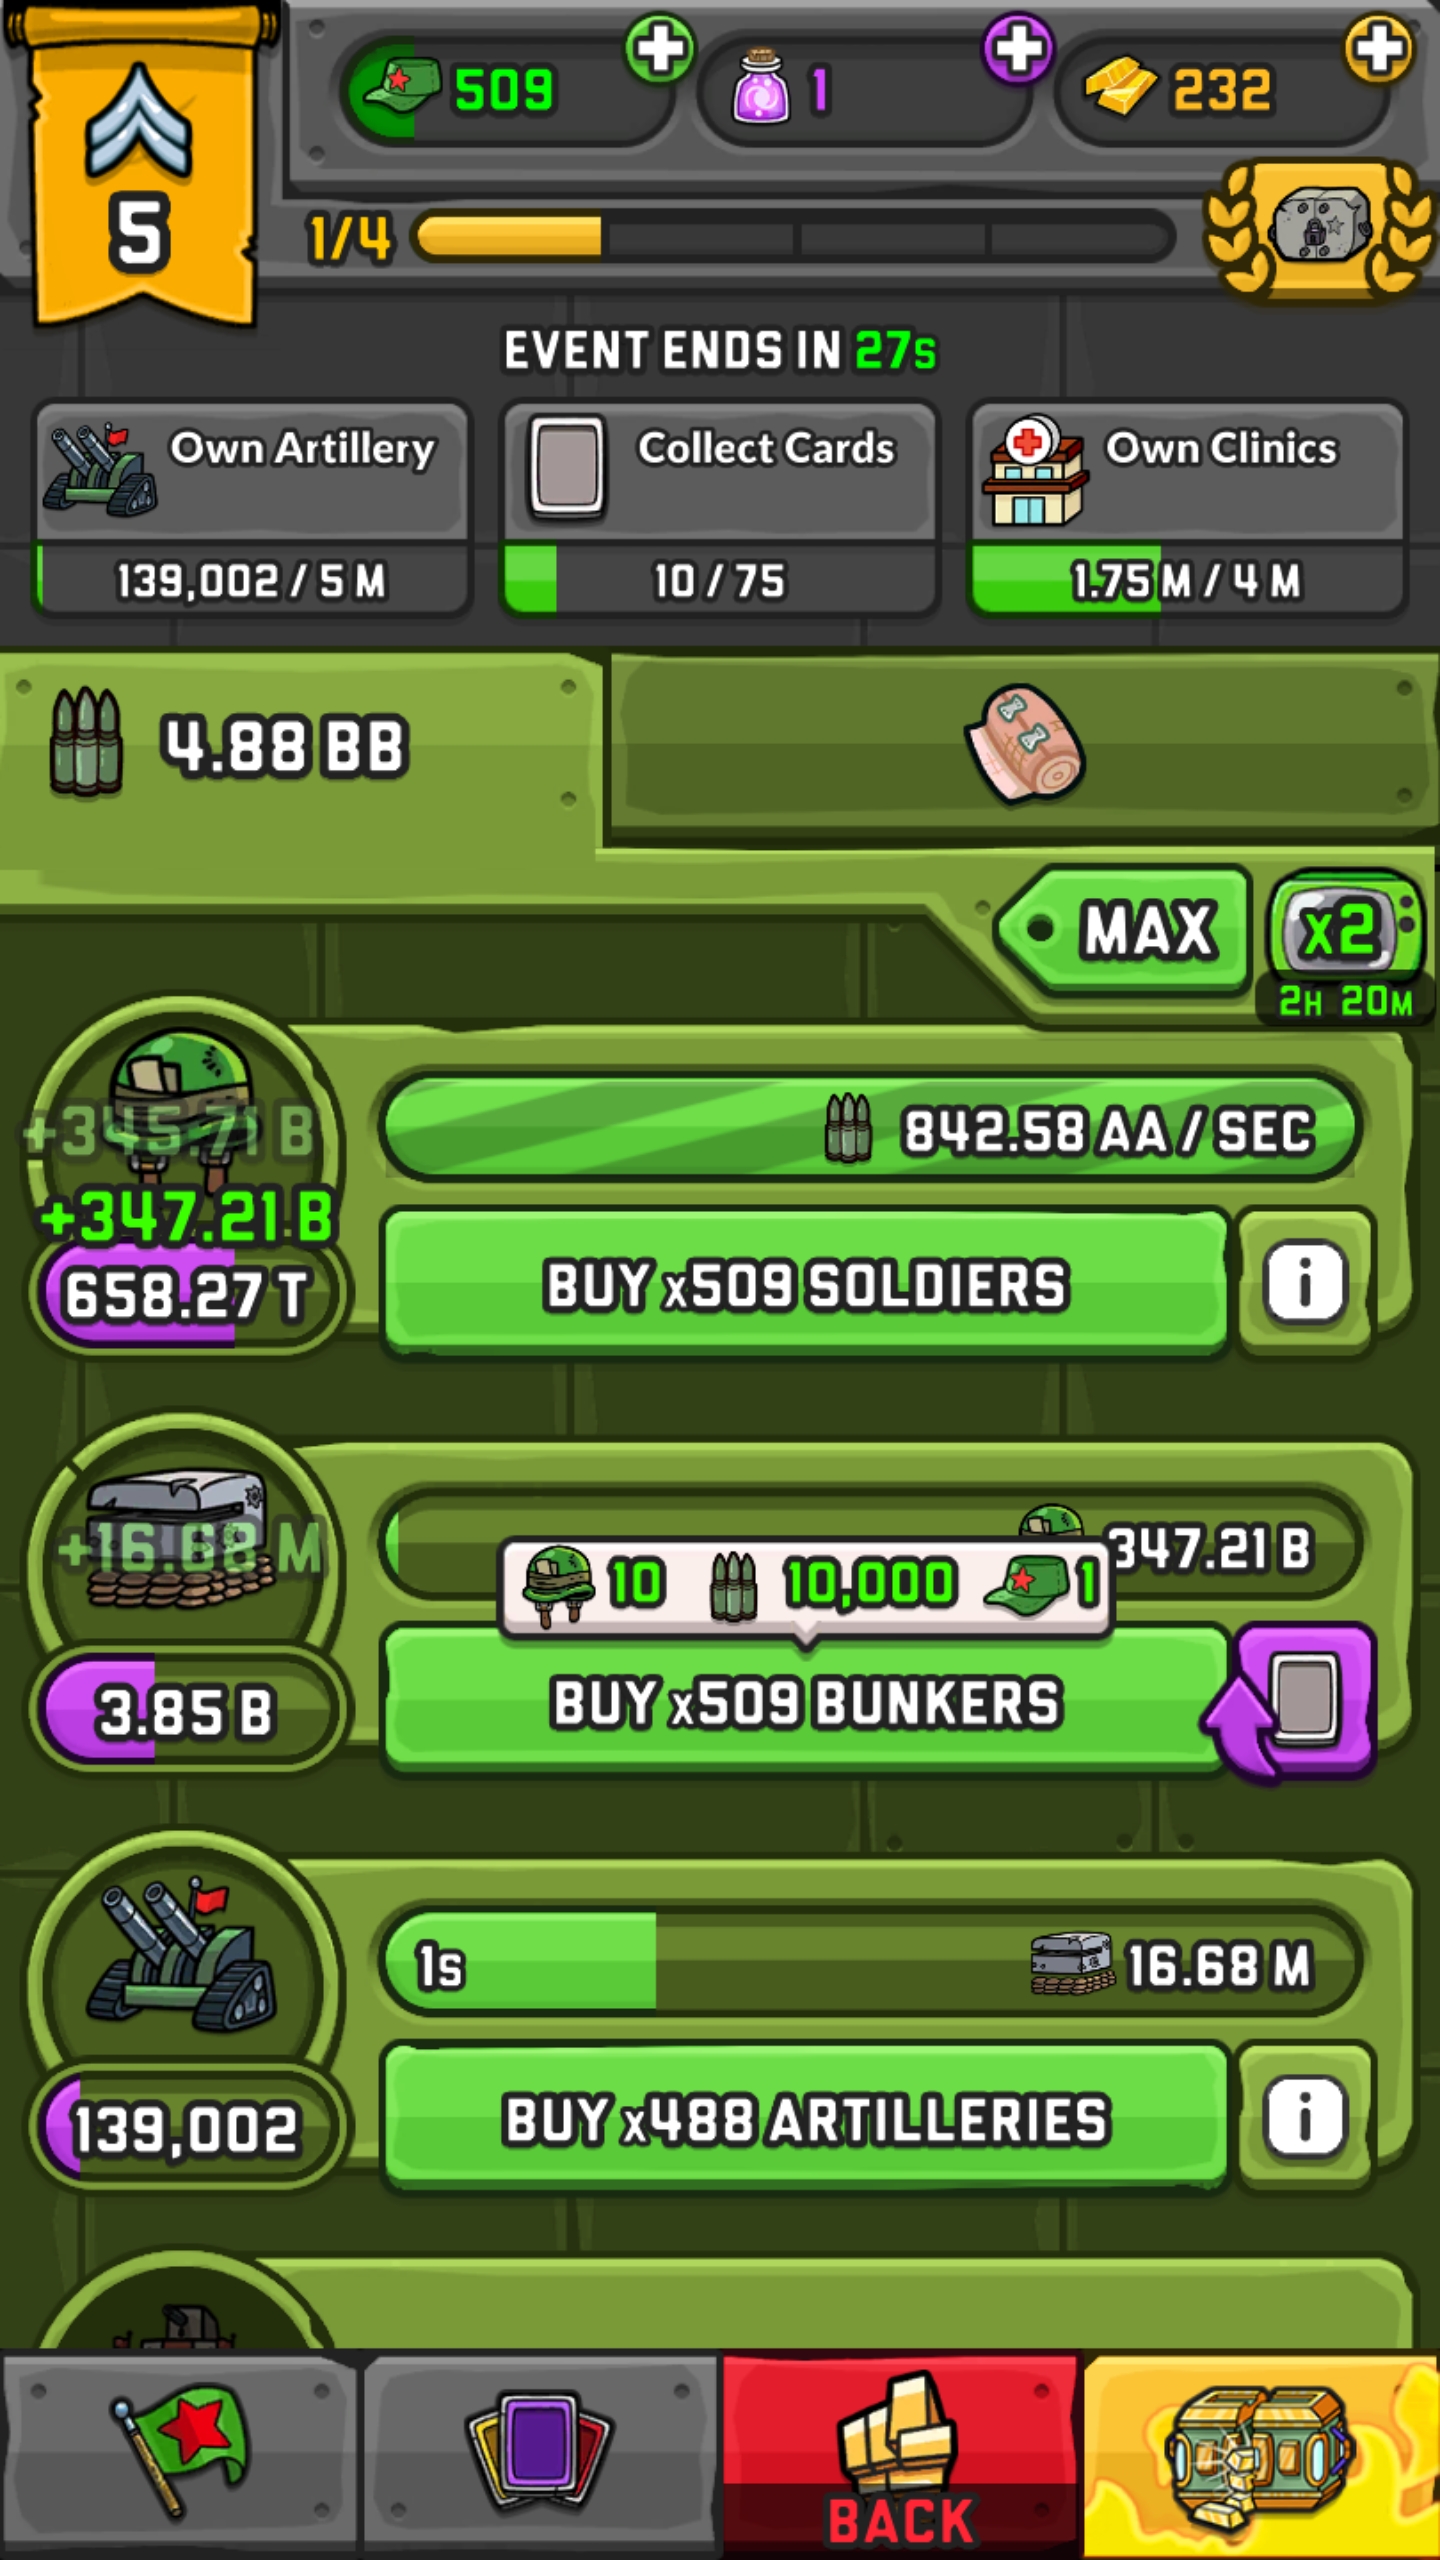 509
1
232
5
1/4
EVENT ENDS IN 27s
Own Artillery
139,002 / 5 M
Collect Cards
10 / 75
Own Clinics
1.75 M / 4 M
4.88 BB
MAX
x2
2H 20M
+345.71 B
+347.21 B
658.27 T
842.58 AA / SEC
BUY x509 SOLDIERS
i
+16.68 M
3.85 B
347.21 B
10 10,000 1
BUY x509 BUNKERS
1s
16.68 M
139,002
BUY x488 ARTILLERIES
i
BACK